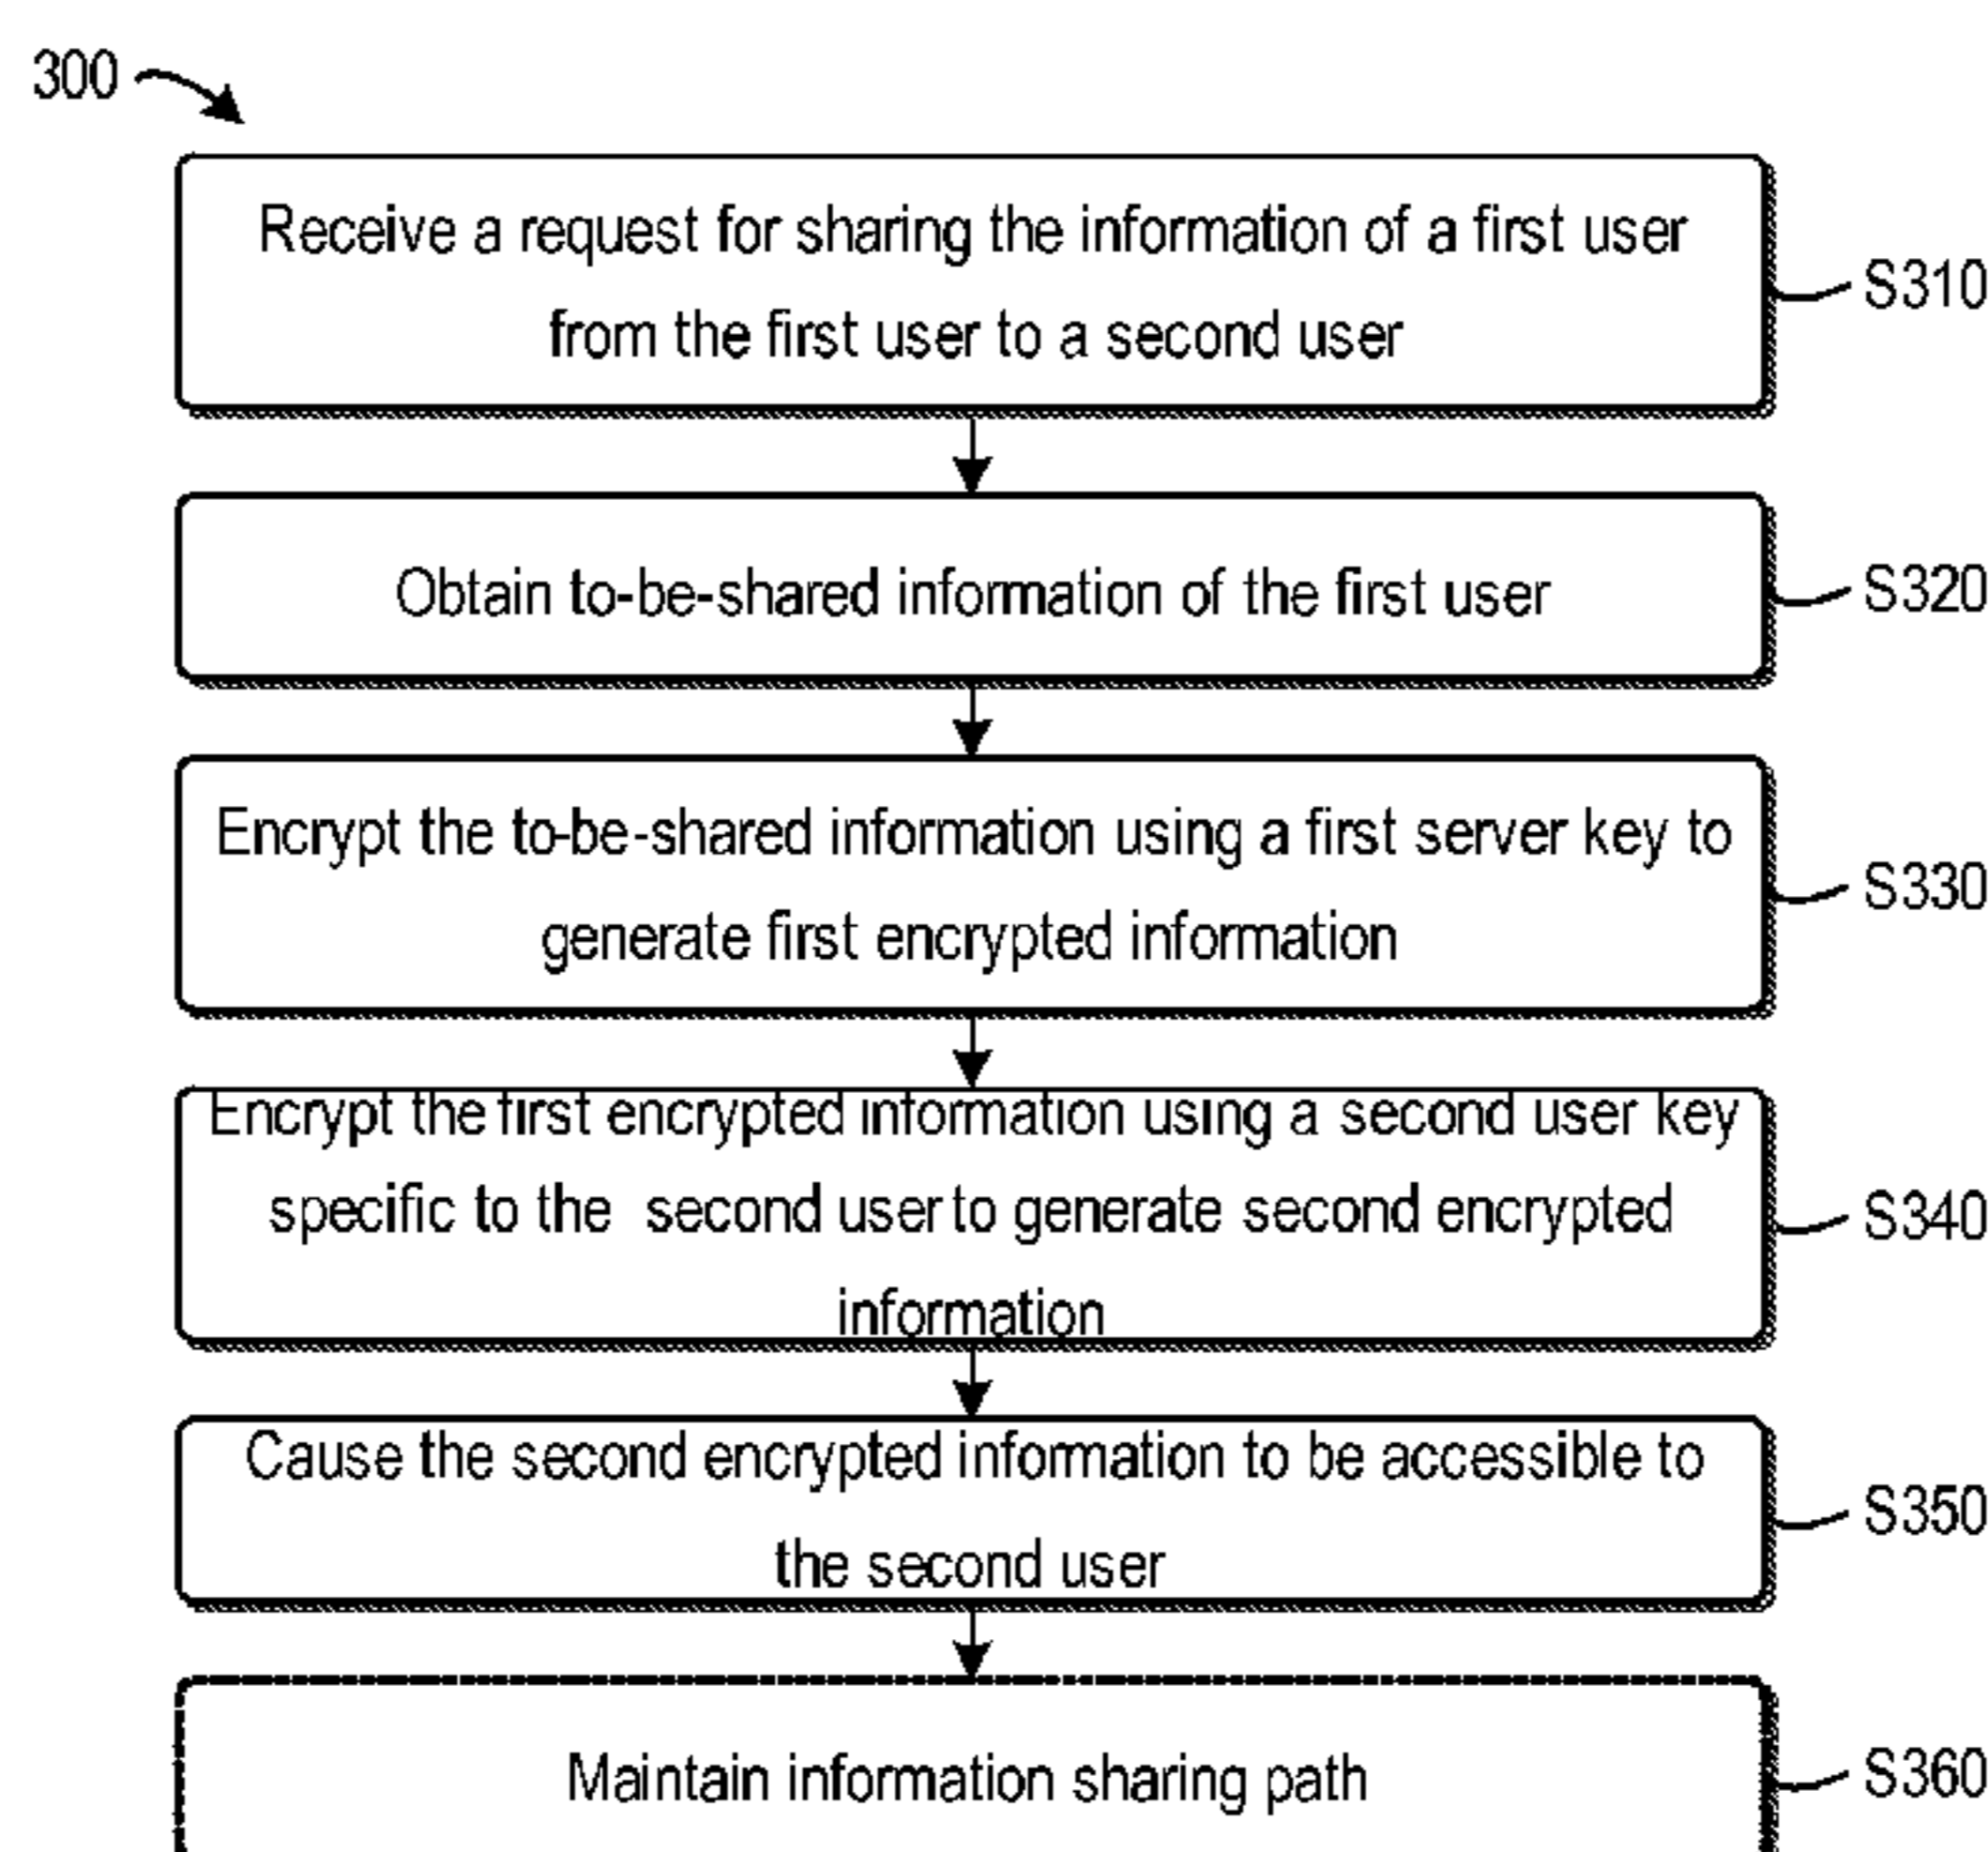 300
Receive a request for sharing the information of a first user
from the first user to a second user
S310
Obtain to-be-shared information of the first user
S320
Encrypt the to-be-shared information using a first server key to
generate first encrypted information
S330
Encrypt the first encrypted information using a second user key
specific to the second user to generate second encrypted
information
S340
Cause the second encrypted information to be accessible to
the second user
S350
Maintain information sharing path
S360